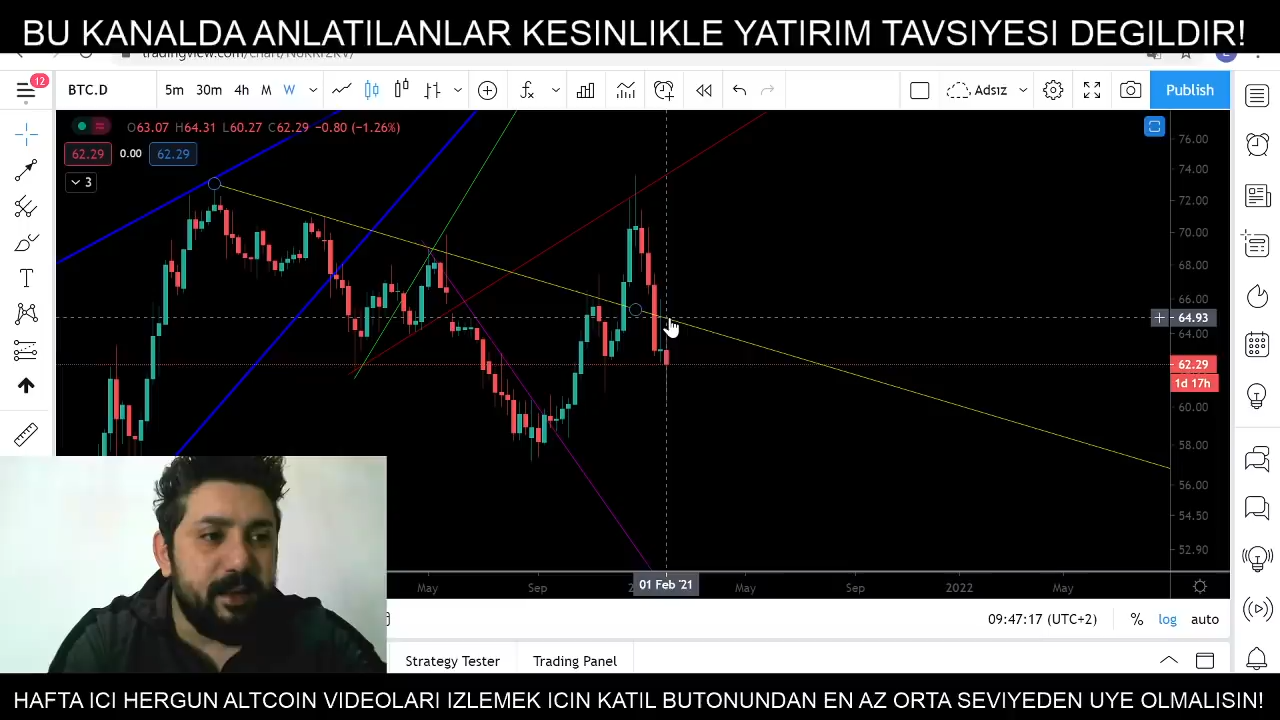 BU KANALDA ANLATILANLAR KESINLIKLE YATIRIM TAVSIYESI DEGILDIR!
12
BTC.D
5m 30m 4h M W
Adsız
Publish
O63.07 H64.31 L60.27 C62.29 −0.80 (−1.26%)
62.29 0.00 62.29
3
76.00
74.00
72.00
70.00
68.00
66.00
64.93
64.00
62.29
1d 17h
60.00
58.00
56.00
54.50
52.90
May Sep 01 Feb '21 May Sep 2022 May
09:47:17 (UTC+2) % log auto
Strategy Tester Trading Panel
HAFTA ICI HERGUN ALTCOIN VIDEOLARI IZLEMEK ICIN KATIL BUTONUNDAN EN AZ ORTA SEVIYEDEN UYE OLMALISIN!